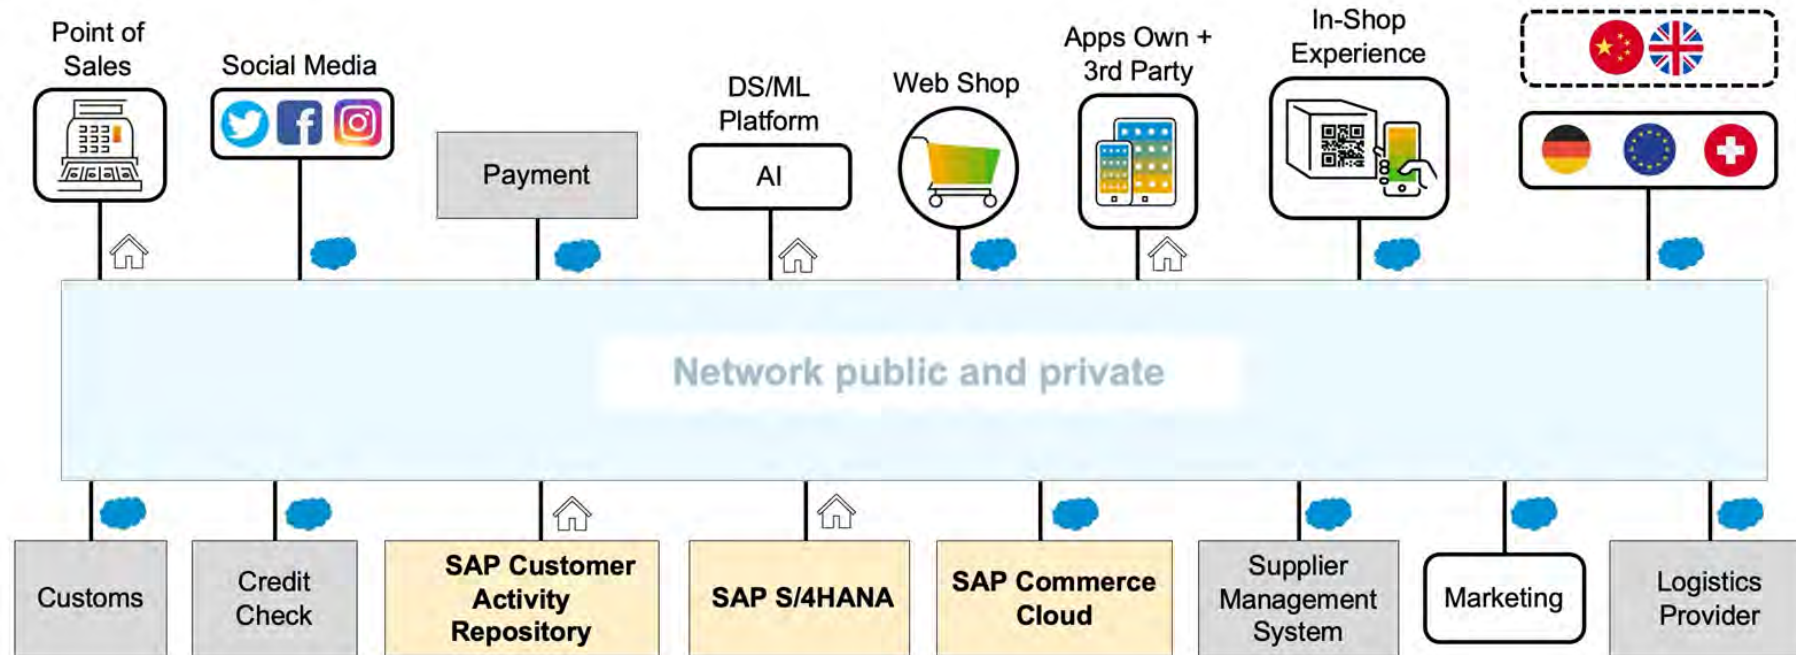 Point of
Sales
Social Media
Payment
DS/ML
Platform
AI
Web Shop
Apps Own +
3rd Party
In-Shop
Experience
Network public and private
Customs
Credit
Check
SAP Customer
Activity
Repository
SAP S/4HANA
SAP Commerce
Cloud
Supplier
Management
System
Marketing
Logistics
Provider